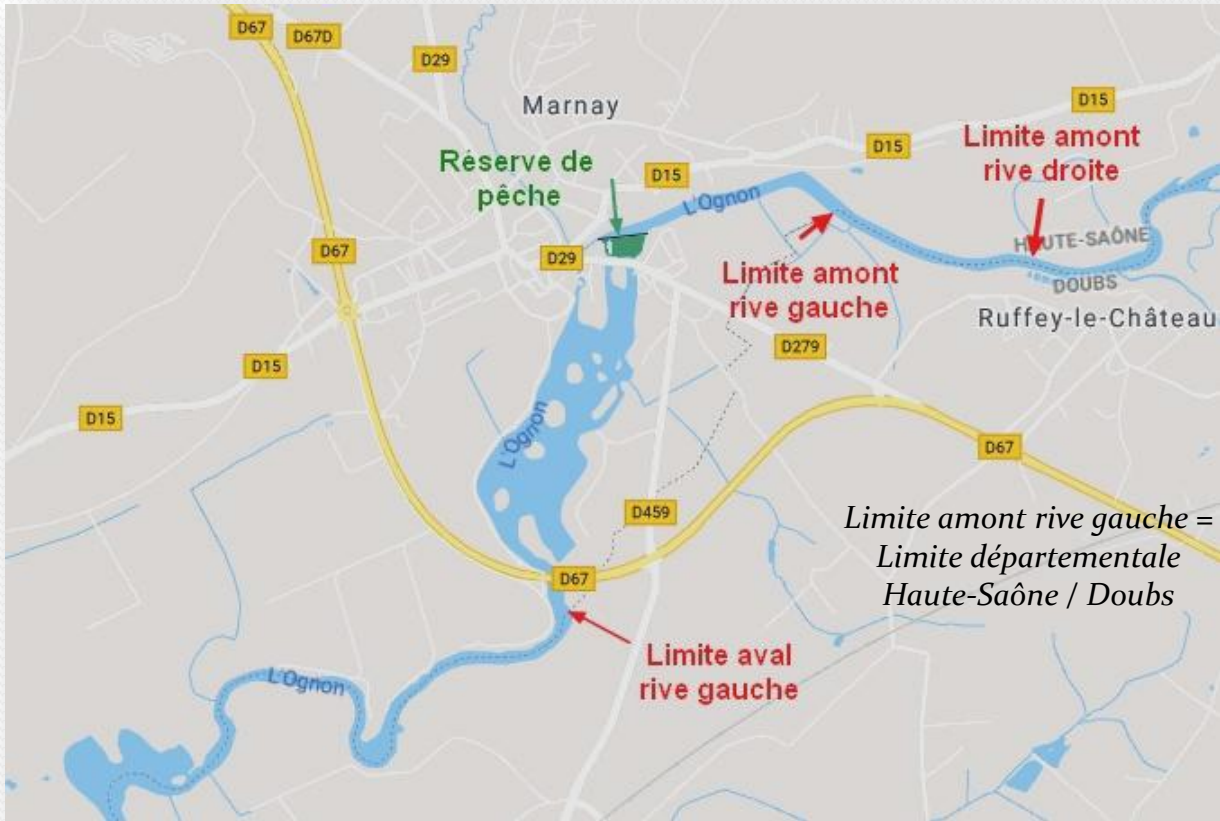 D67
D67D
D29
Marnay
D15
Limite amont
rive droite
D15
Réserve de
pêche
D15
L'Ognon
HAUTE-SAÔNE
D67
D29
Limite amont
rive gauche
DOUBS
Ruffey-le-Château
D279
D15
D15
L'Ognon
D67
D459
Limite amont rive gauche =
Limite départementale
Haute-Saône / Doubs
D67
Limite aval
rive gauche
L'Ognon